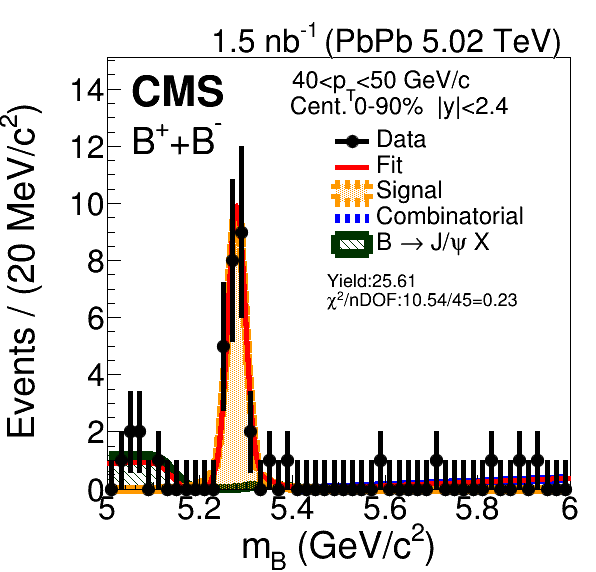 1.5 nb⁻¹ (PbPb 5.02 TeV)
CMS
B⁺+B⁻
40<p_T<50 GeV/c
Cent. 0-90% |y|<2.4
Data
Fit
Signal
Combinatorial
B → J/ψ X
Yield:25.61
χ²/nDOF:10.54/45=0.23
Events / (20 MeV/c²)
14
12
10
8
6
4
2
0
5 5.2 5.4 5.6 5.8 6
m_B (GeV/c²)